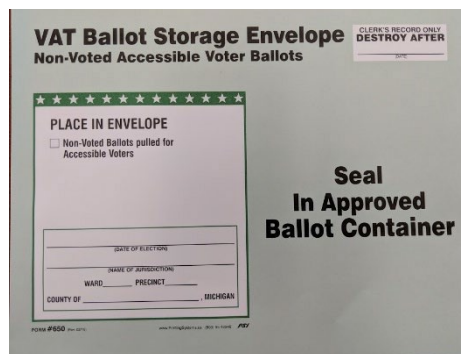 VAT Ballot Storage Envelope
Non-Voted Accessible Voter Ballots
CLERK'S RECORD ONLY
DESTROY AFTER
(DATE)
PLACE IN ENVELOPE
Non-Voted Ballots pulled for
Accessible Voters
Seal
In Approved
Ballot Container
(DATE OF ELECTION)
(NAME OF JURISDICTION)
WARD PRECINCT
COUNTY OF , MICHIGAN
FORM #650
PSI